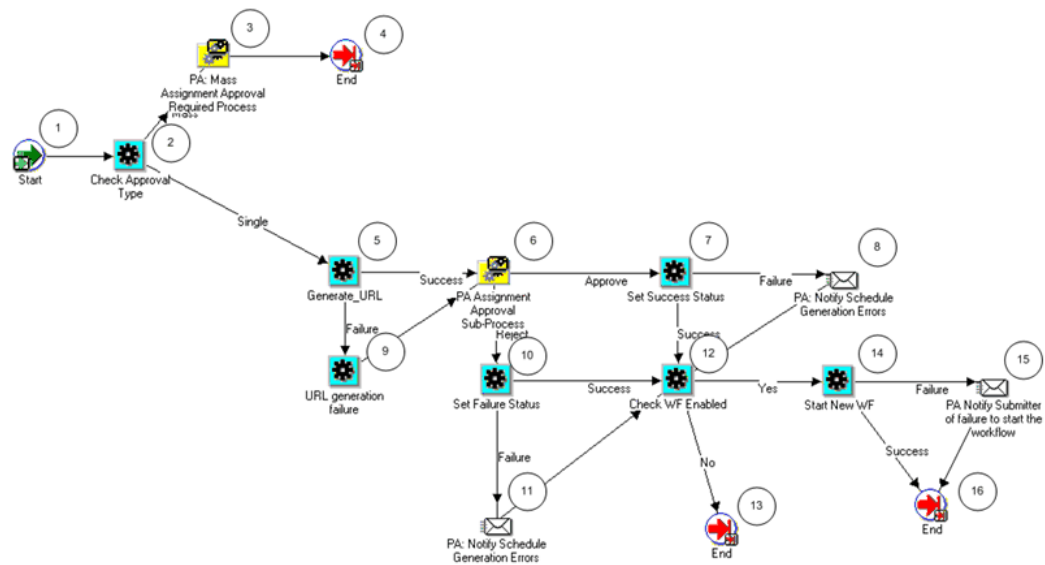 3
4
PA: Mass
Assignment Approval
Required Process
Mass
End
1
2
Start
Check Approval
Type
Single
5
6
7
8
Generate_URL
Success
PA Assignment
Approval
Sub-Process
Approve
Set Success Status
Failure
PA: Notify Schedule
Generation Errors
Failure
9
URL generation
failure
Reject
10
Set Failure Status
Success
Success
12
Check WF Enabled
Yes
14
Start New WF
Failure
15
PA Notify Submitter
of failure to start the
workflow
Failure
11
PA: Notify Schedule
Generation Errors
No
13
End
Success
16
End